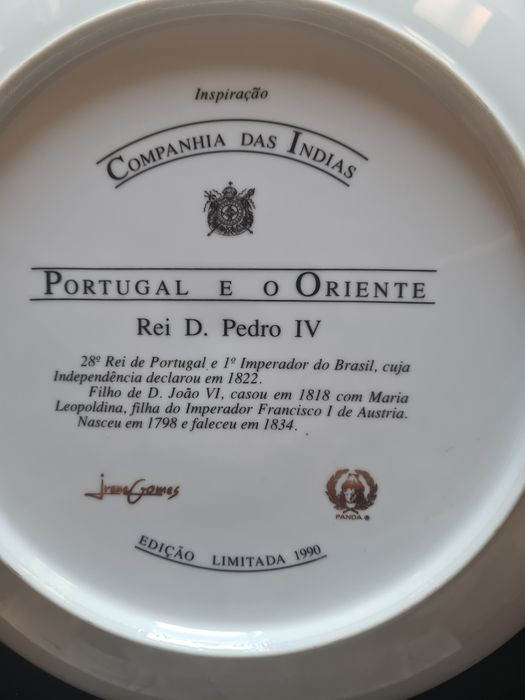 Inspiração
COMPANHIA DAS INDIAS
PORTUGAL E O ORIENTE
Rei D. Pedro IV
28º Rei de Portugal e 1º Imperador do Brasil, cuja
Independência declarou em 1822.
Filho de D. João VI, casou em 1818 com Maria
Leopoldina, filha do Imperador Francisco I de Austria.
Nasceu em 1798 e faleceu em 1834.
Irene Gomes
PANDA ®
EDIÇÃO LIMITADA 1990